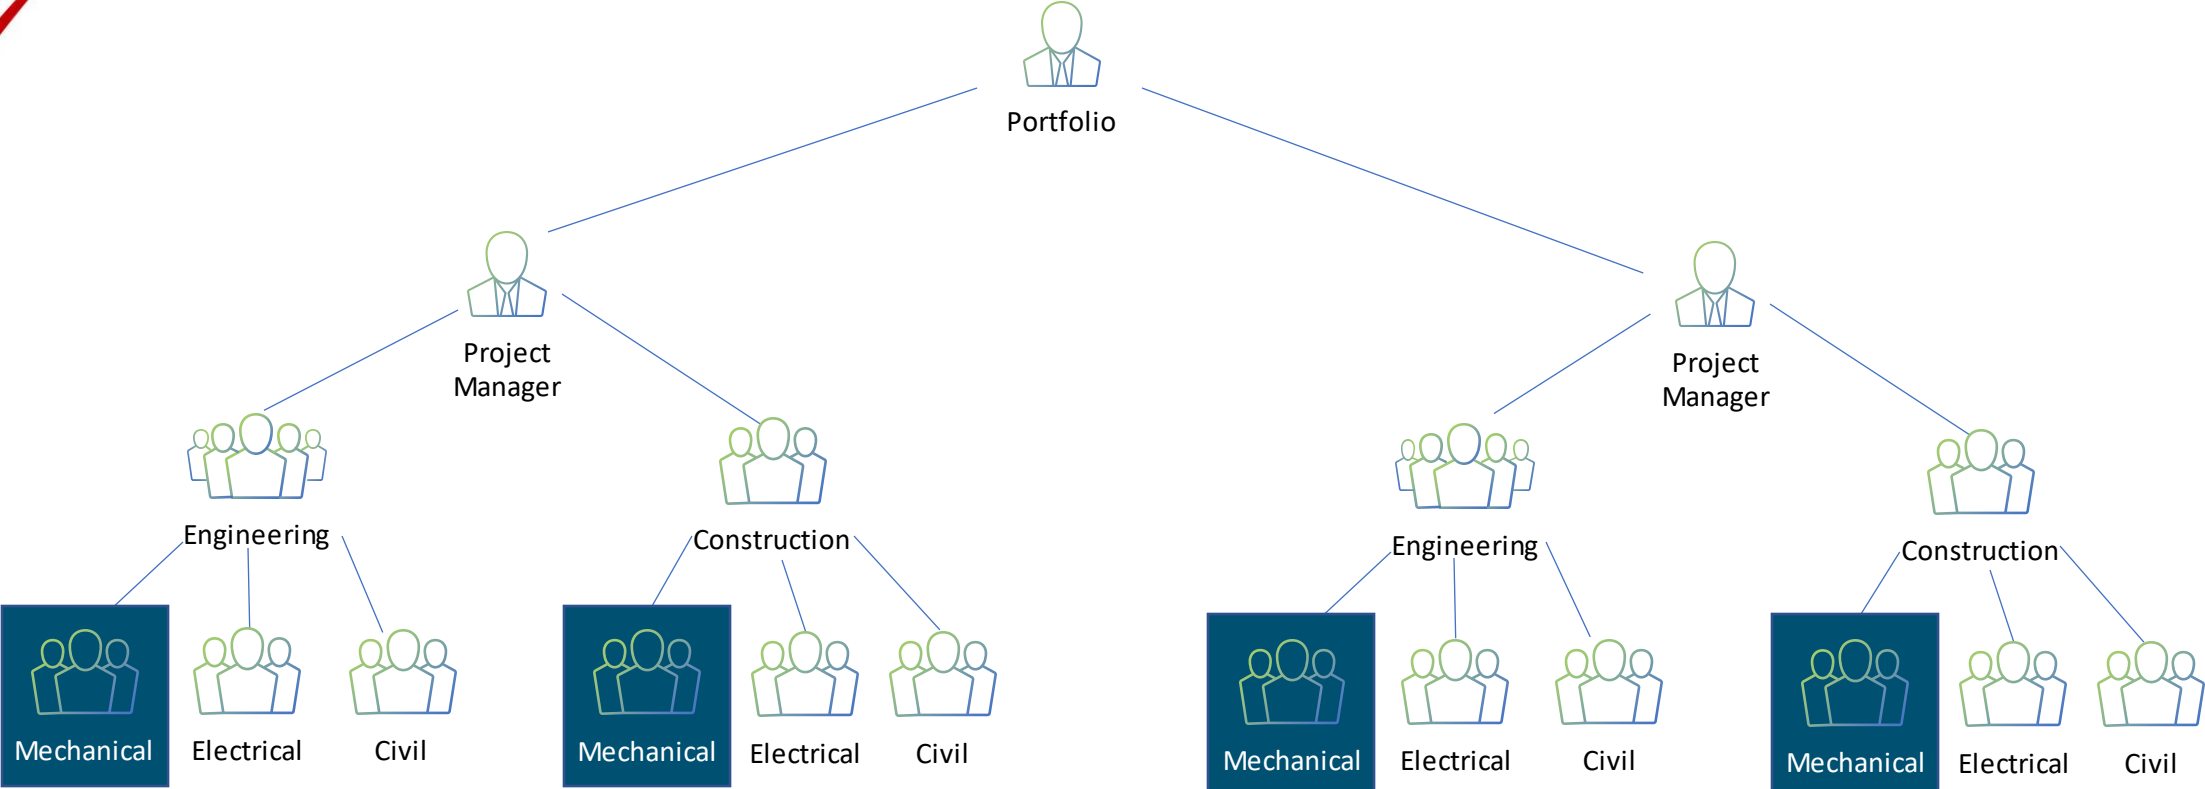 Portfolio
Project
Manager
Project
Manager
Engineering
Construction
Engineering
Construction
Mechanical
Electrical
Civil
Mechanical
Electrical
Civil
Mechanical
Electrical
Civil
Mechanical
Electrical
Civil